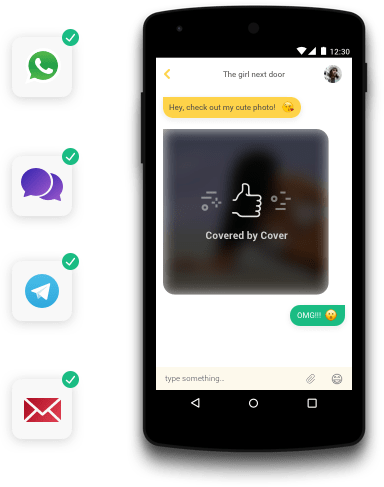 12:30
The girl next door
Hey, check out my cute photo!
Covered by Cover
OMG!!!
type something...